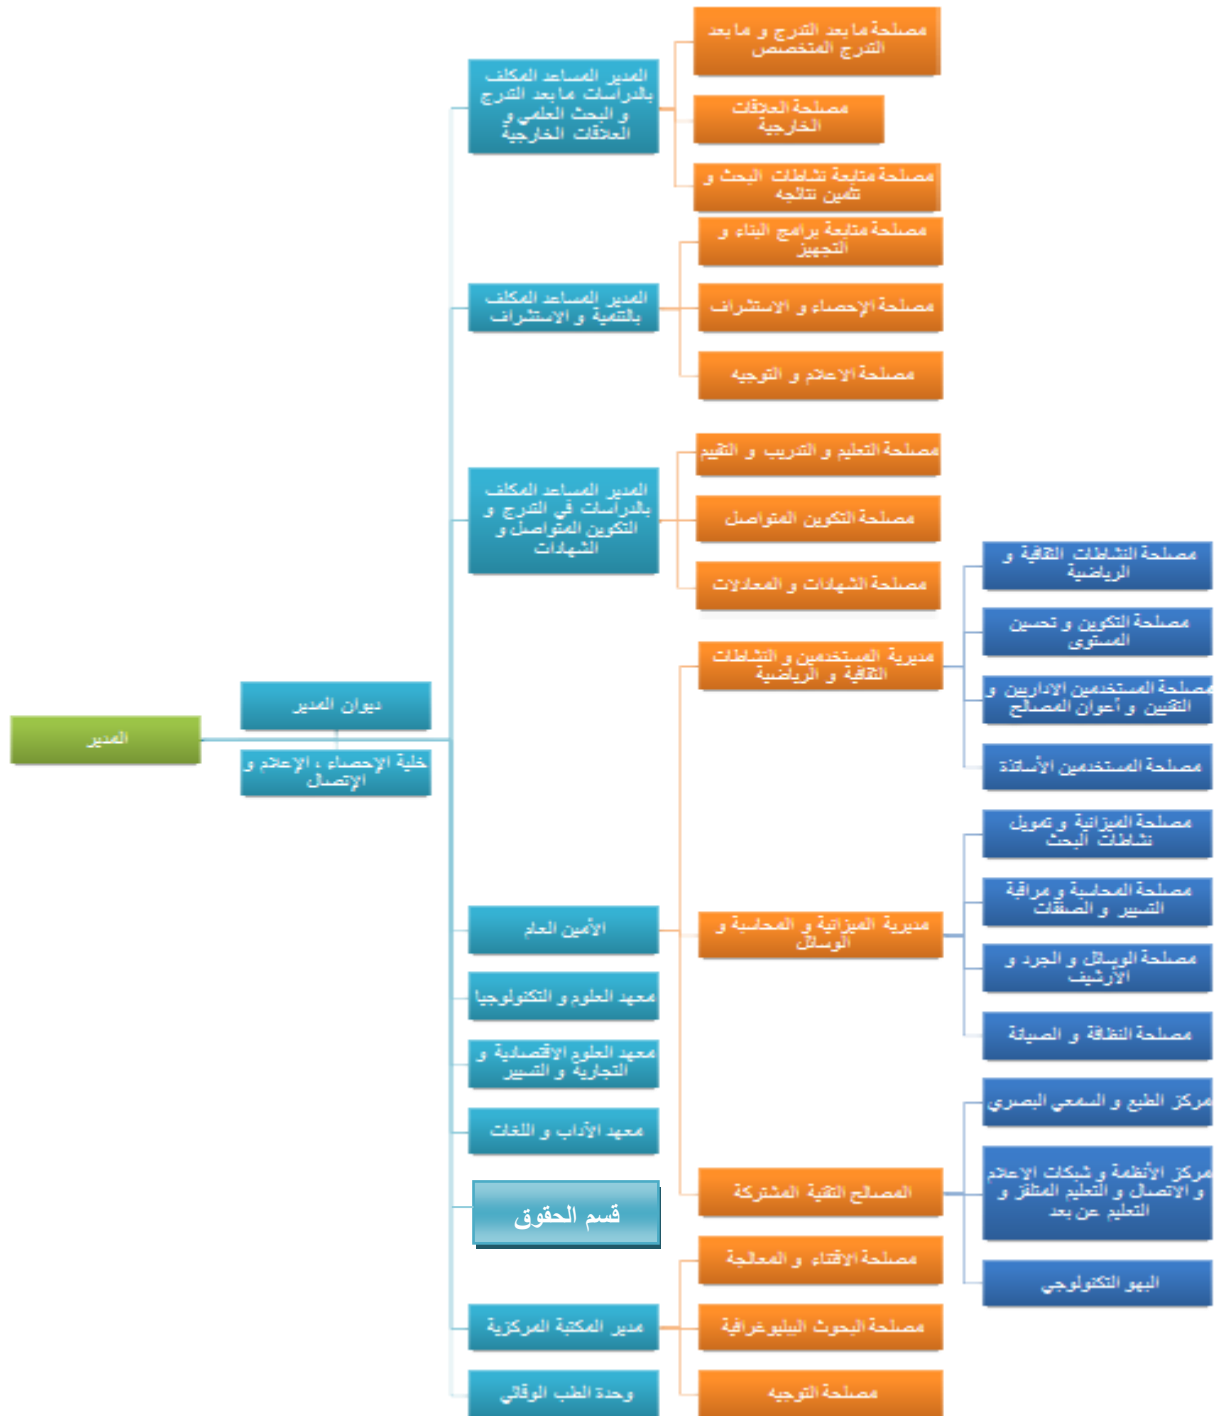 مصلحة ما بعد التدرج و ما بعد
التدرج المتخصص
المدير المساعد المكلف
بالدراسات ما بعد التدرج
و البحث العلمي و
العلاقات الخارجية
مصلحة العلاقات
الخارجية
مصلحة متابعة نشاطات البحث و
تثمين نتائجه
مصلحة متابعة برامج البناء و
التجهيز
المدير المساعد المكلف
بالتنمية و الاستشراف
مصلحة الإحصاء و الاستشراف
مصلحة الاعلام و التوجيه
مصلحة التعليم و التدريب و التقييم
المدير المساعد المكلف
بالدراسات في التدرج و
التكوين المتواصل و
الشهادات
مصلحة التكوين المتواصل
مصلحة الشهادات و المعادلات
مصلحة النشاطات الثقافية و
الرياضية
مصلحة التكوين و تحسين
المستوى
مديرية المستخدمين و النشاطات
الثقافية و الرياضية
مصلحة المستخدمين الاداريين و
التقنيين و أعوان المصالح
مصلحة المستخدمين الأساتذة
ديوان المدير
المدير
خلية الإحصاء ، الإعلام و
الإتصال
مصلحة الميزانية و تمويل
نشاطات البحث
مصلحة المحاسبة و مراقبة
التسيير و الصفقات
الأمين العام
مديرية الميزانية و المحاسبة و
الوسائل
مصلحة الوسائل و الجرد و
الأرشيف
مصلحة النظافة و الصيانة
معهد العلوم و التكنولوجيا
معهد العلوم الاقتصادية و
التجارية و التسيير
معهد الآداب و اللغات
مركز الطبع و السمعي البصري
المصالح التقنية المشتركة
مركز الأنظمة و شبكات الاعلام
و الاتصال و التعليم المتلفز و
التعليم عن بعد
البهو التكنولوجي
قسم الحقوق
مصلحة الاقتناء و المعالجة
مدير المكتبة المركزية
مصلحة البحوث البيليوغرافية
مصلحة التوجيه
وحدة الطب الوقائي